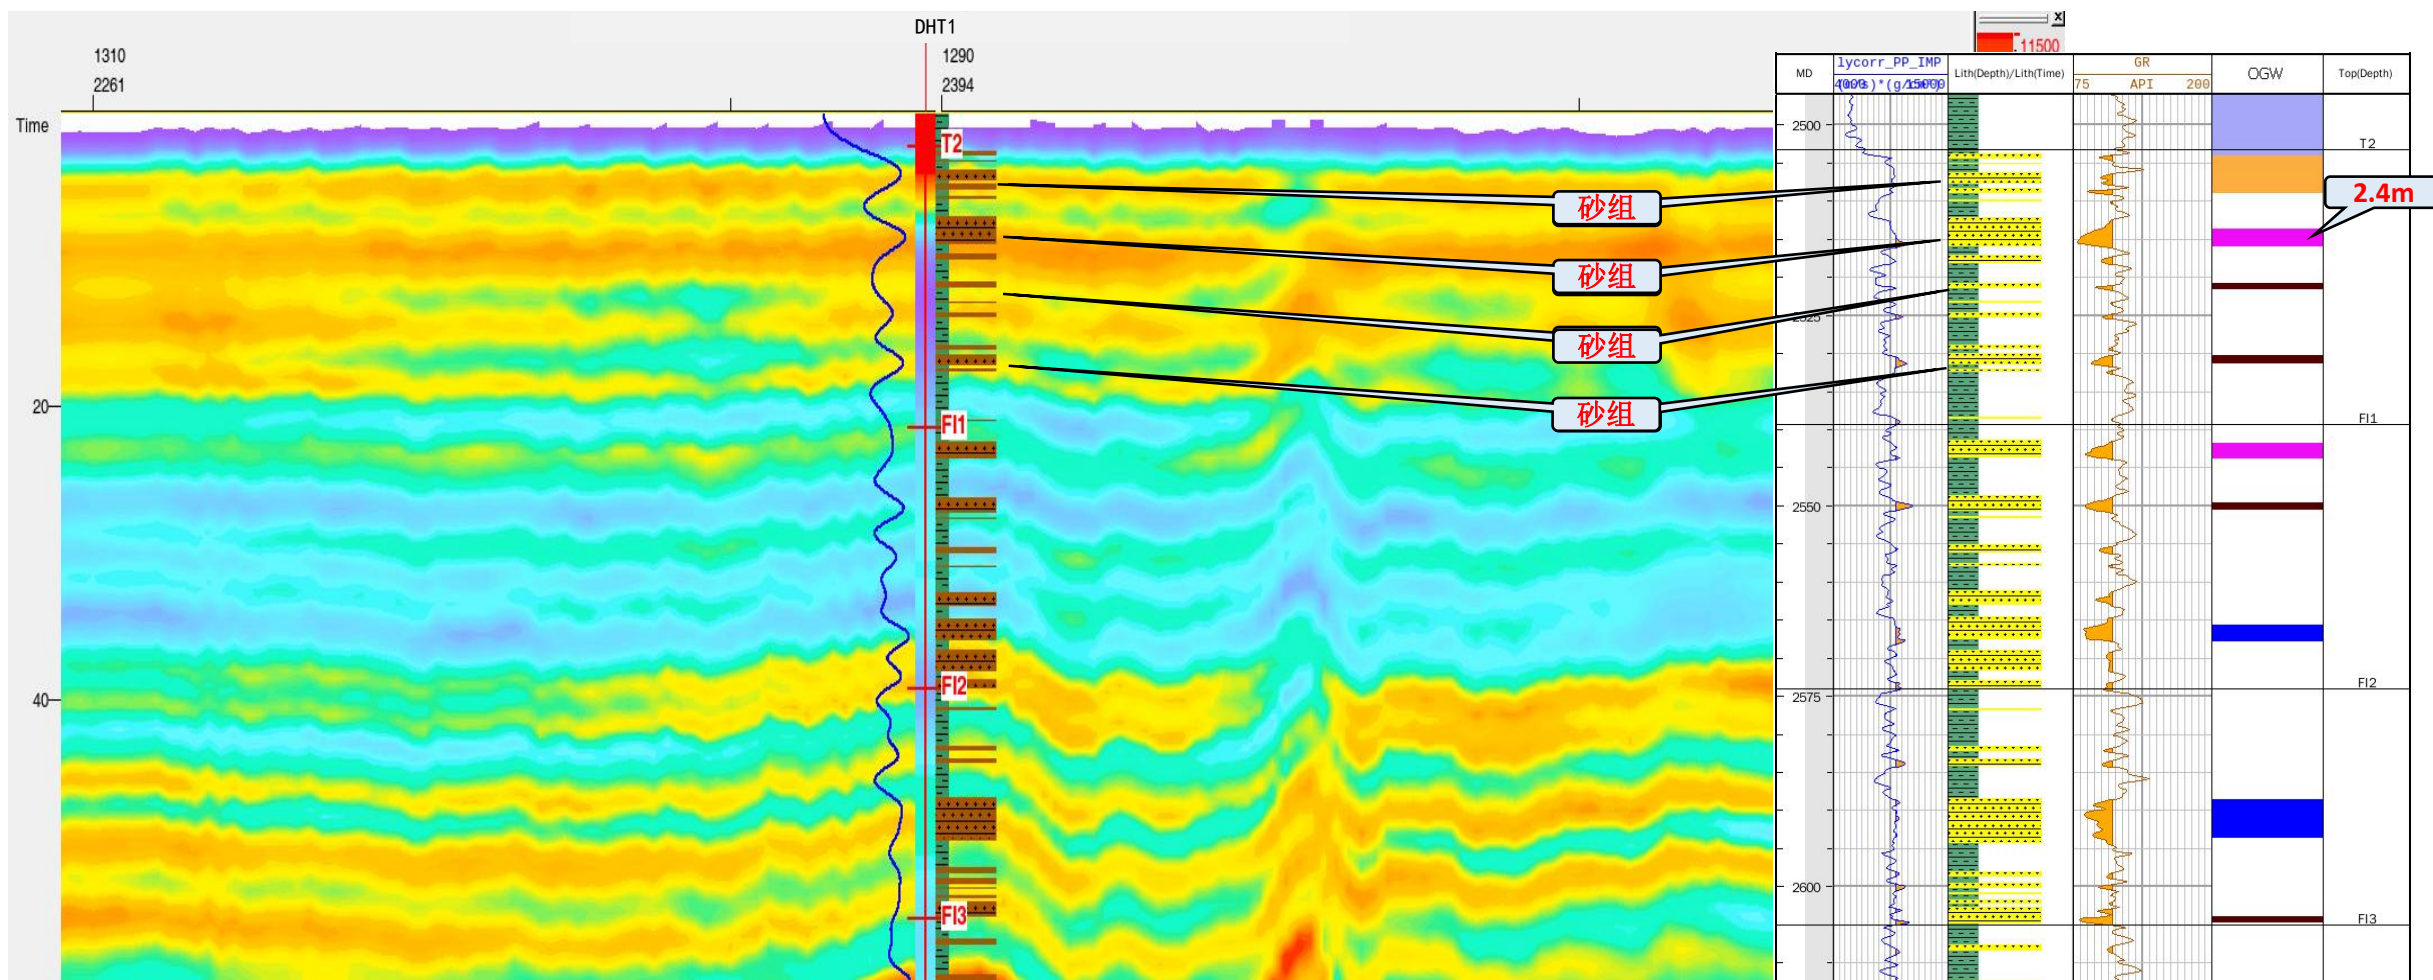 DHT1
1310
1290
2261
2394
Time
T2
20
FI1
FI2
40
FI3
砂组
砂组
砂组
砂组
11500
MD
lycorr_PP_IMP
Lith(Depth)/Lith(Time)
GR
75 API 200
OGW
Top(Depth)
2500
2550
2575
2600
T2
2.4m
FI1
FI2
FI3